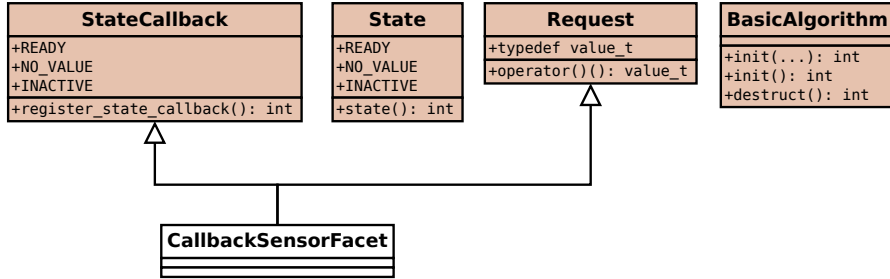 StateCallback
+READY
+NO_VALUE
+INACTIVE
+register_state_callback(): int
State
+READY
+NO_VALUE
+INACTIVE
+state(): int
Request
+typedef value_t
+operator()(): value_t
BasicAlgorithm
+init(...): int
+init(): int
+destruct(): int
CallbackSensorFacet